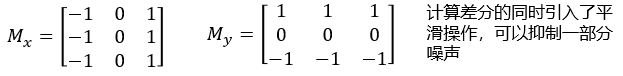 M_x = [−1 0 1
−1 0 1
−1 0 1]
M_y = [1 1 1
0 0 0
−1 −1 −1]
计算差分的同时引入了平
滑操作，可以抑制一部分
噪声